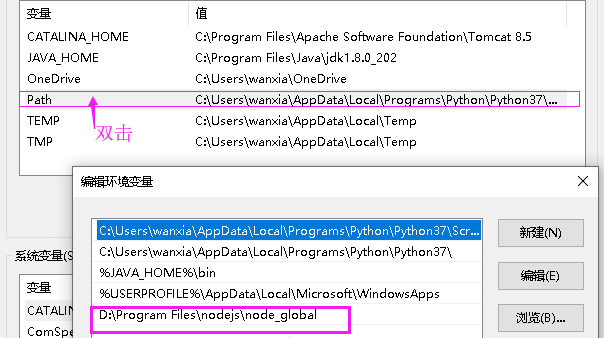 变量 值
CATALINA_HOME C:\Program Files\Apache Software Foundation\Tomcat 8.5
JAVA_HOME C:\Program Files\Java\jdk1.8.0_202
OneDrive C:\Users\wanxia\OneDrive
Path C:\Users\wanxia\AppData\Local\Programs\Python\Python37\...
TEMP C:\Users\wanxia\AppData\Local\Temp
TMP C:\Users\wanxia\AppData\Local\Temp
双击
编辑环境变量
C:\Users\wanxia\AppData\Local\Programs\Python\Python37\Scr...
新建(N)
C:\Users\wanxia\AppData\Local\Programs\Python\Python37\
%JAVA_HOME%\bin
编辑(E)
%USERPROFILE%\AppData\Local\Microsoft\WindowsApps
D:\Program Files\nodejs\node_global
浏览(B)...
系统变量(S
变量
CATALIN
ComSpe